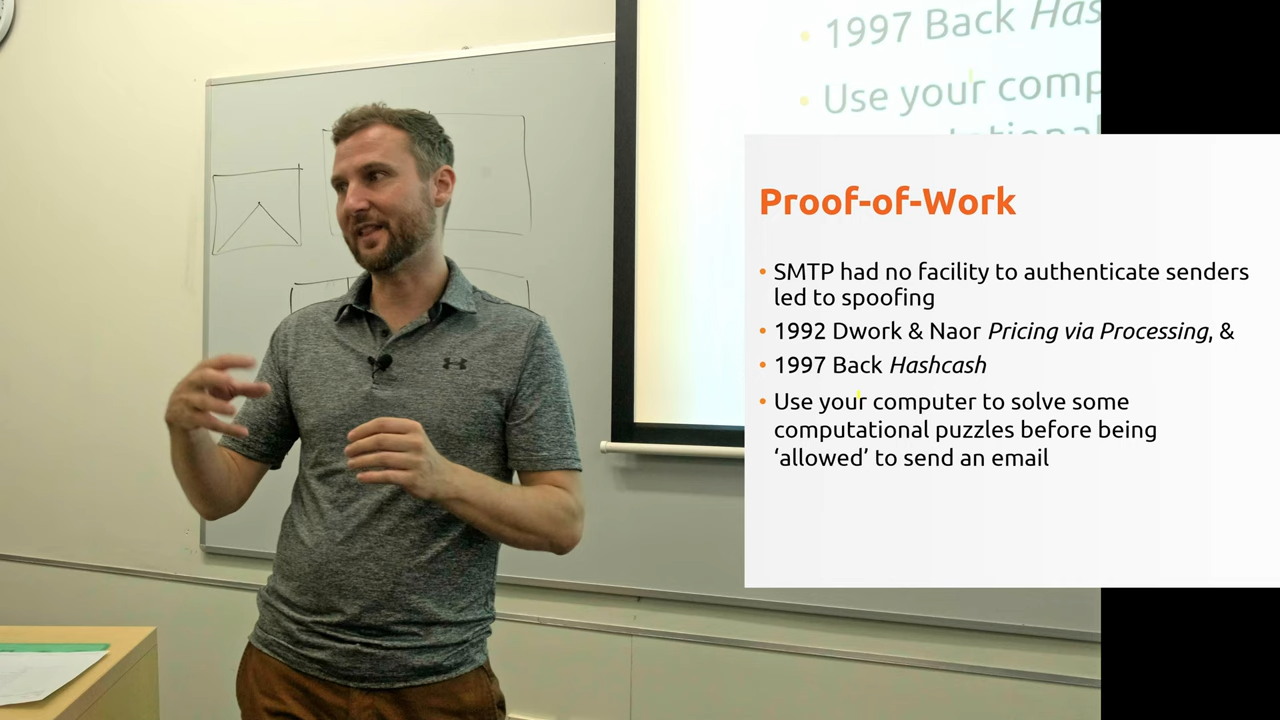 • 1997 Back Has
• Use your comp
Proof-of-Work
• SMTP had no facility to authenticate senders
led to spoofing
• 1992 Dwork & Naor Pricing via Processing, &
• 1997 Back Hashcash
• Use your computer to solve some
computational puzzles before being
‘allowed’ to send an email